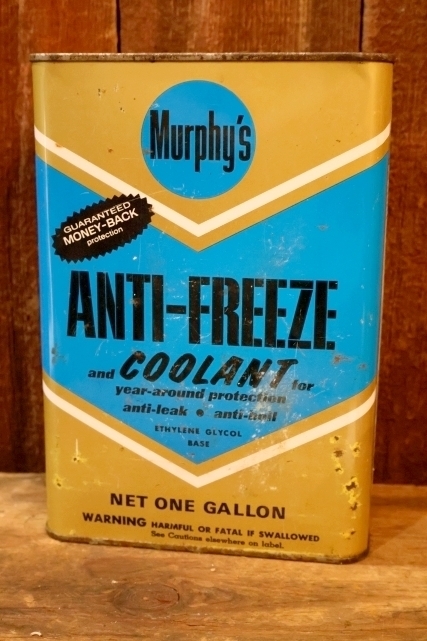 Murphy's
GUARANTEED
MONEY-BACK
protection
ANTI-FREEZE
and COOLANT for
year-around protection
anti-leak • anti-boil
ETHYLENE GLYCOL
BASE
NET ONE GALLON
WARNING HARMFUL OR FATAL IF SWALLOWED
See Cautions elsewhere on label.